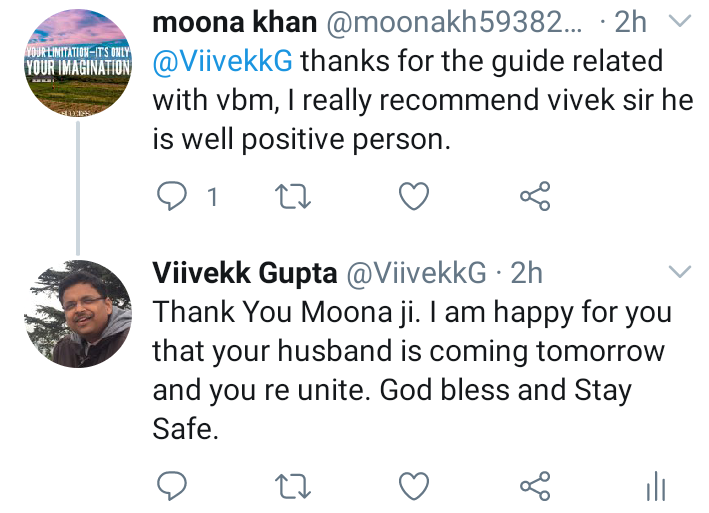 YOUR LIMITATION-IT'S ONLY
YOUR IMAGINATION
moona khan @moonakh59382... · 2h
@ViivekkG thanks for the guide related
with vbm, I really recommend vivek sir he
is well positive person.
1
Viivekk Gupta @ViivekkG · 2h
Thank You Moona ji. I am happy for you
that your husband is coming tomorrow
and you re unite. God bless and Stay
Safe.